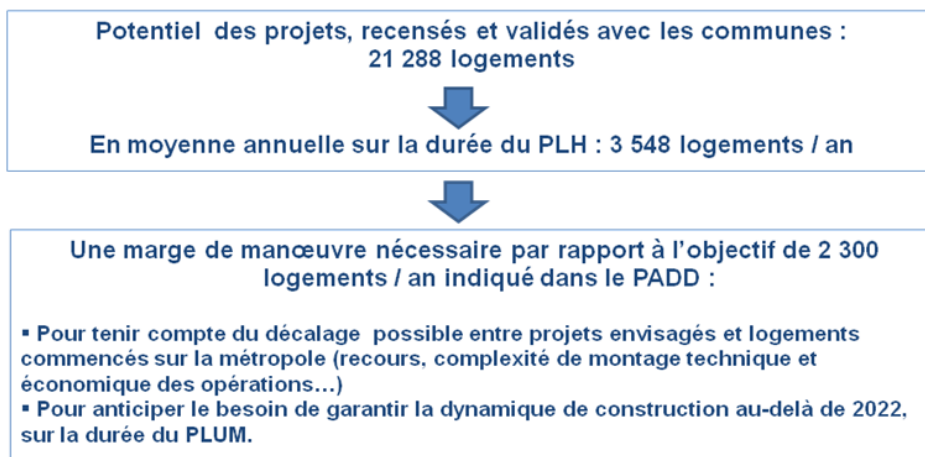 Potentiel des projets, recensés et validés avec les communes :
21 288 logements
En moyenne annuelle sur la durée du PLH : 3 548 logements / an
Une marge de manœuvre nécessaire par rapport à l’objectif de 2 300
logements / an indiqué dans le PADD :
▪ Pour tenir compte du décalage possible entre projets envisagés et logements
commencés sur la métropole (recours, complexité de montage technique et
économique des opérations…)
▪ Pour anticiper le besoin de garantir la dynamique de construction au-delà de 2022,
sur la durée du PLUM.